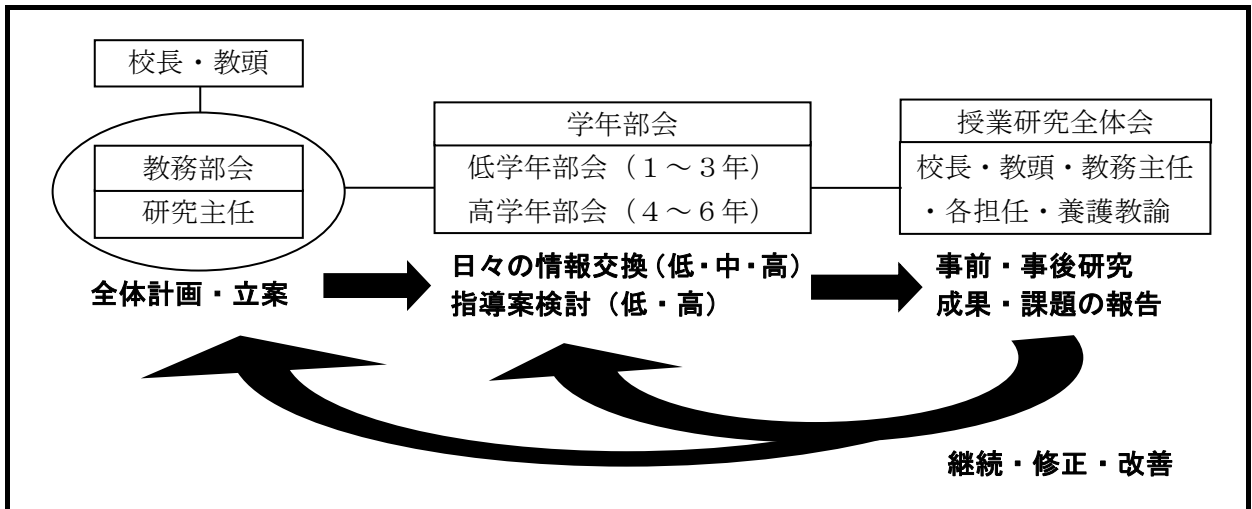 校長・教頭
教務部会
研究主任
全体計画・立案
学年部会
低学年部会（１～３年）
高学年部会（４～６年）
日々の情報交換（低・中・高）
指導案検討（低・高）
授業研究全体会
校長・教頭・教務主任
・各担任・養護教諭
事前・事後研究
成果・課題の報告
継続・修正・改善